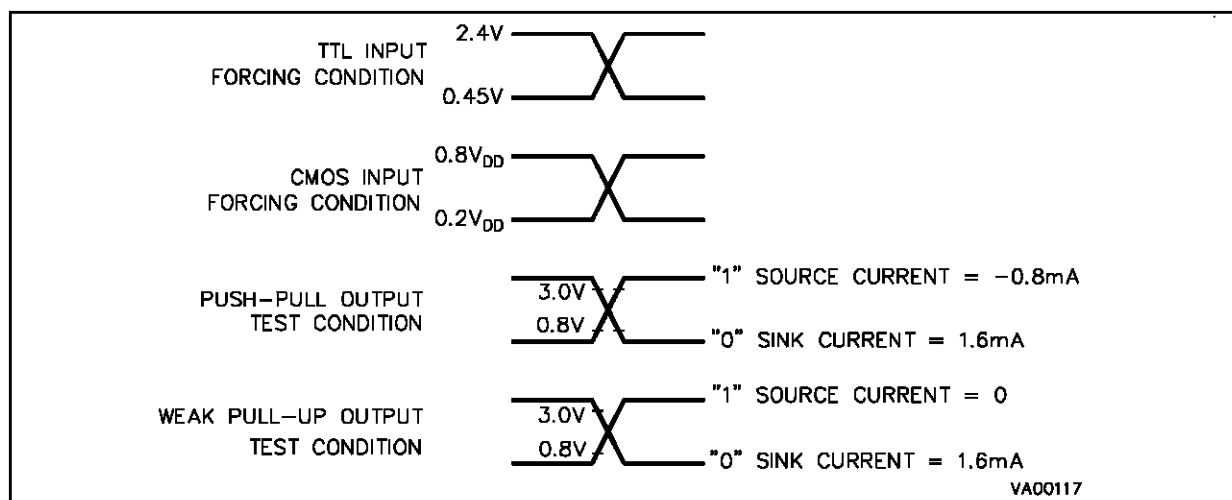 TTL INPUT
FORCING CONDITION
2.4V
0.45V
CMOS INPUT
FORCING CONDITION
0.8VDD
0.2VDD
PUSH-PULL OUTPUT
TEST CONDITION
3.0V
0.8V
"1" SOURCE CURRENT = -0.8mA
"0" SINK CURRENT = 1.6mA
WEAK PULL-UP OUTPUT
TEST CONDITION
3.0V
0.8V
"1" SOURCE CURRENT = 0
"0" SINK CURRENT = 1.6mA
VA00117